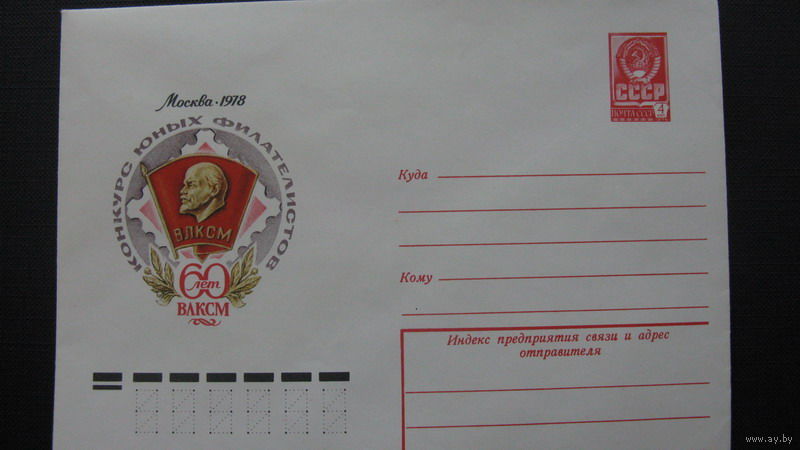 Москва · 1978
КОНКУРС ЮНЫХ ФИЛАТЕЛИСТОВ
ВЛКСМ
60
лет
ВЛКСМ
СССР
ПОЧТА СССР
4
Куда
Кому
Индекс предприятия связи и адрес
отправителя
www.ay.by